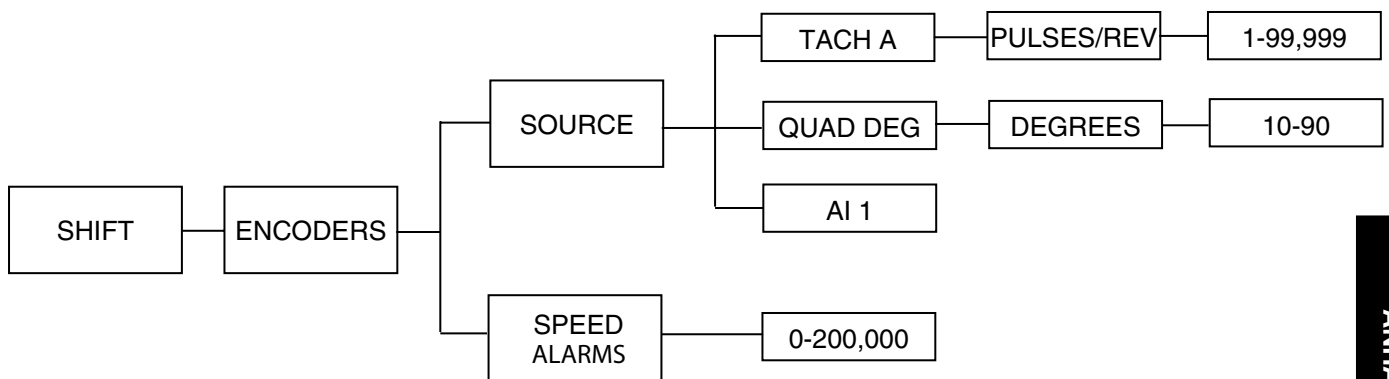 TACH A
PULSES/REV
1-99,999
SOURCE
QUAD DEG
DEGREES
10-90
AI 1
SHIFT
ENCODERS
SPEED
ALARMS
0-200,000